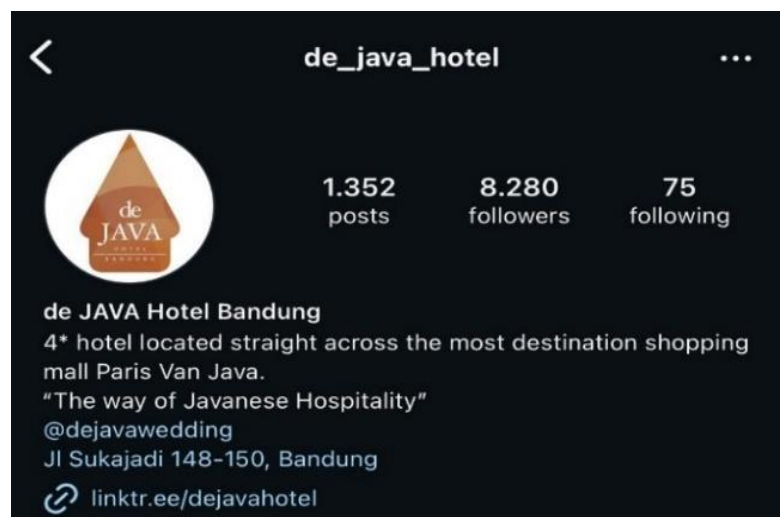 de_java_hotel
de
JAVA
HOTEL
BANDUNG
1.352 8.280 75
posts followers following
de JAVA Hotel Bandung
4* hotel located straight across the most destination shopping
mall Paris Van Java.
“The way of Javanese Hospitality”
@dejavawedding
Jl Sukajadi 148-150, Bandung
linktr.ee/dejavahotel